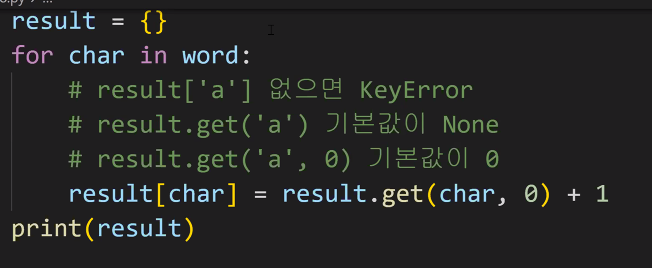 result = {}
for char in word:
    # result['a'] 없으면 KeyError
    # result.get('a') 기본값이 None
    # result.get('a', 0) 기본값이 0
    result[char] = result.get(char, 0) + 1
print(result)